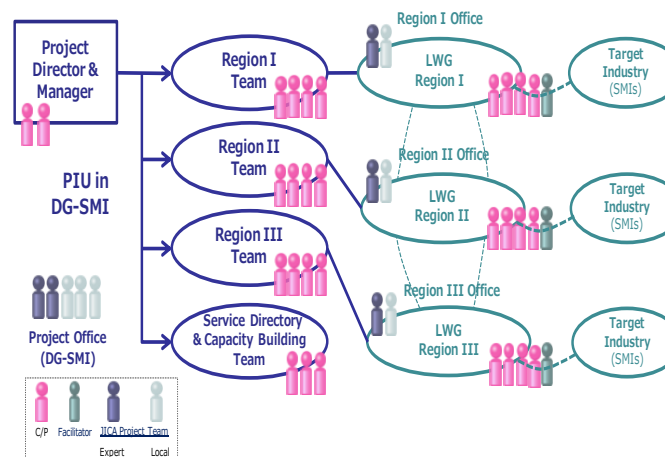 Project
Director &
Manager
PIU in
DG-SMI
Project Office
(DG-SMI)
Region I
Team
Region II
Team
Region III
Team
Service Directory
& Capacity Building
Team
Region I Office
LWG
Region I
Region II Office
LWG
Region II
Region III Office
LWG
Region III
Target
Industry
(SMIs)
Target
Industry
(SMIs)
Target
Industry
(SMIs)
C/P
Facilitator
JICA Project Team
Expert
Local